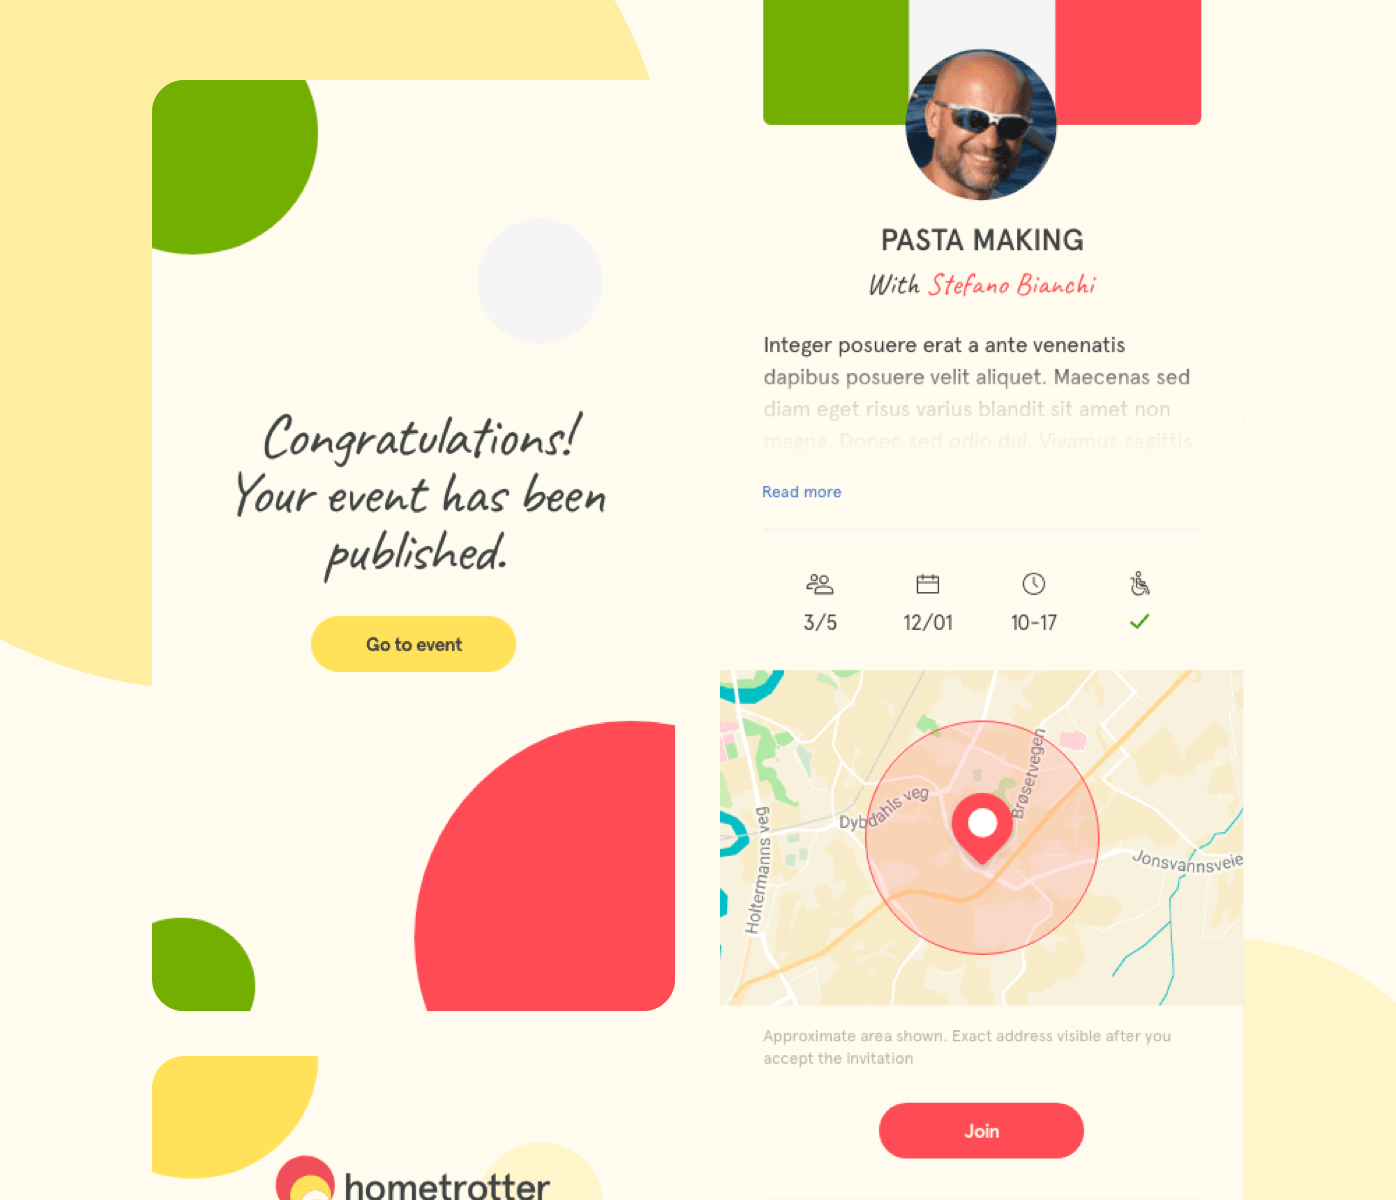 Congratulations!
Your event has been
published.
Go to event
hometrotter
PASTA MAKING
With Stefano Bianchi
Integer posuere erat a ante venenatis
dapibus posuere velit aliquet. Maecenas sed
diam eget risus varius blandit sit amet non
magna. Donec sed odio dui. Vivamus sagittis
Read more
3/5
12/01
10-17
Brøsetvegen
Dybdahls veg
Holtermanns veg
Jonsvannsveie
Approximate area shown. Exact address visible after you
accept the invitation
Join